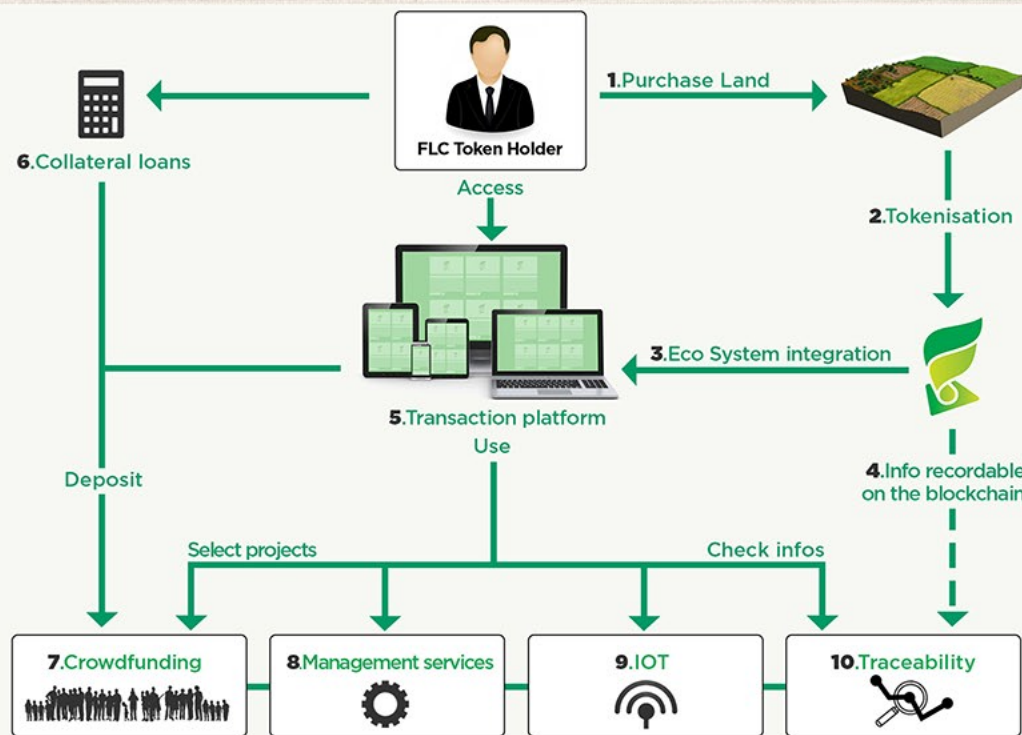 1.Purchase Land
FLC Token Holder
6.Collateral loans
Access
2.Tokenisation
3.Eco System integration
5.Transaction platform
Use
4.Info recordable
on the blockchain
Deposit
Select projects
Check infos
7.Crowdfunding
8.Management services
9.IOT
10.Traceability